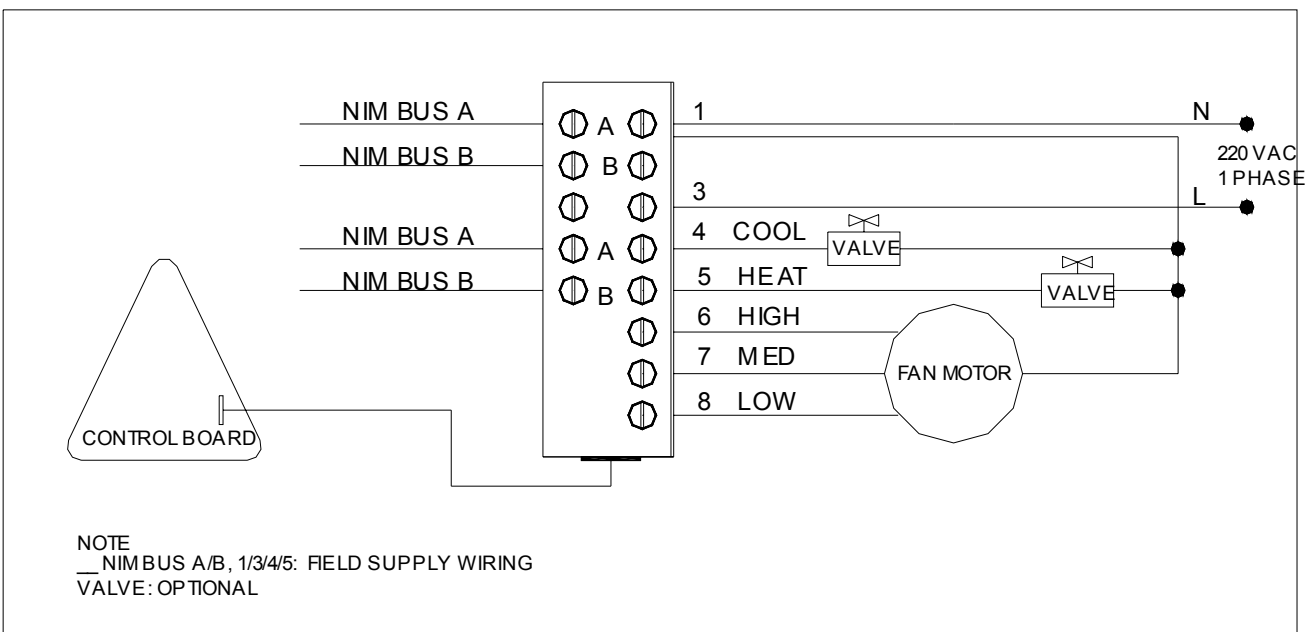 NIM BUS A
A
1
N
NIM BUS B
B
220 VAC
1 PHASE
3
L
NIM BUS A
A
4 COOL
VALVE
NIM BUS B
B
5 HEAT
VALVE
6 HIGH
7 MED
FAN MOTOR
8 LOW
CONTROL BOARD
NOTE
__ NIM BUS A/B, 1/3/4/5: FIELD SUPPLY WIRING
VALVE: OPTIONAL